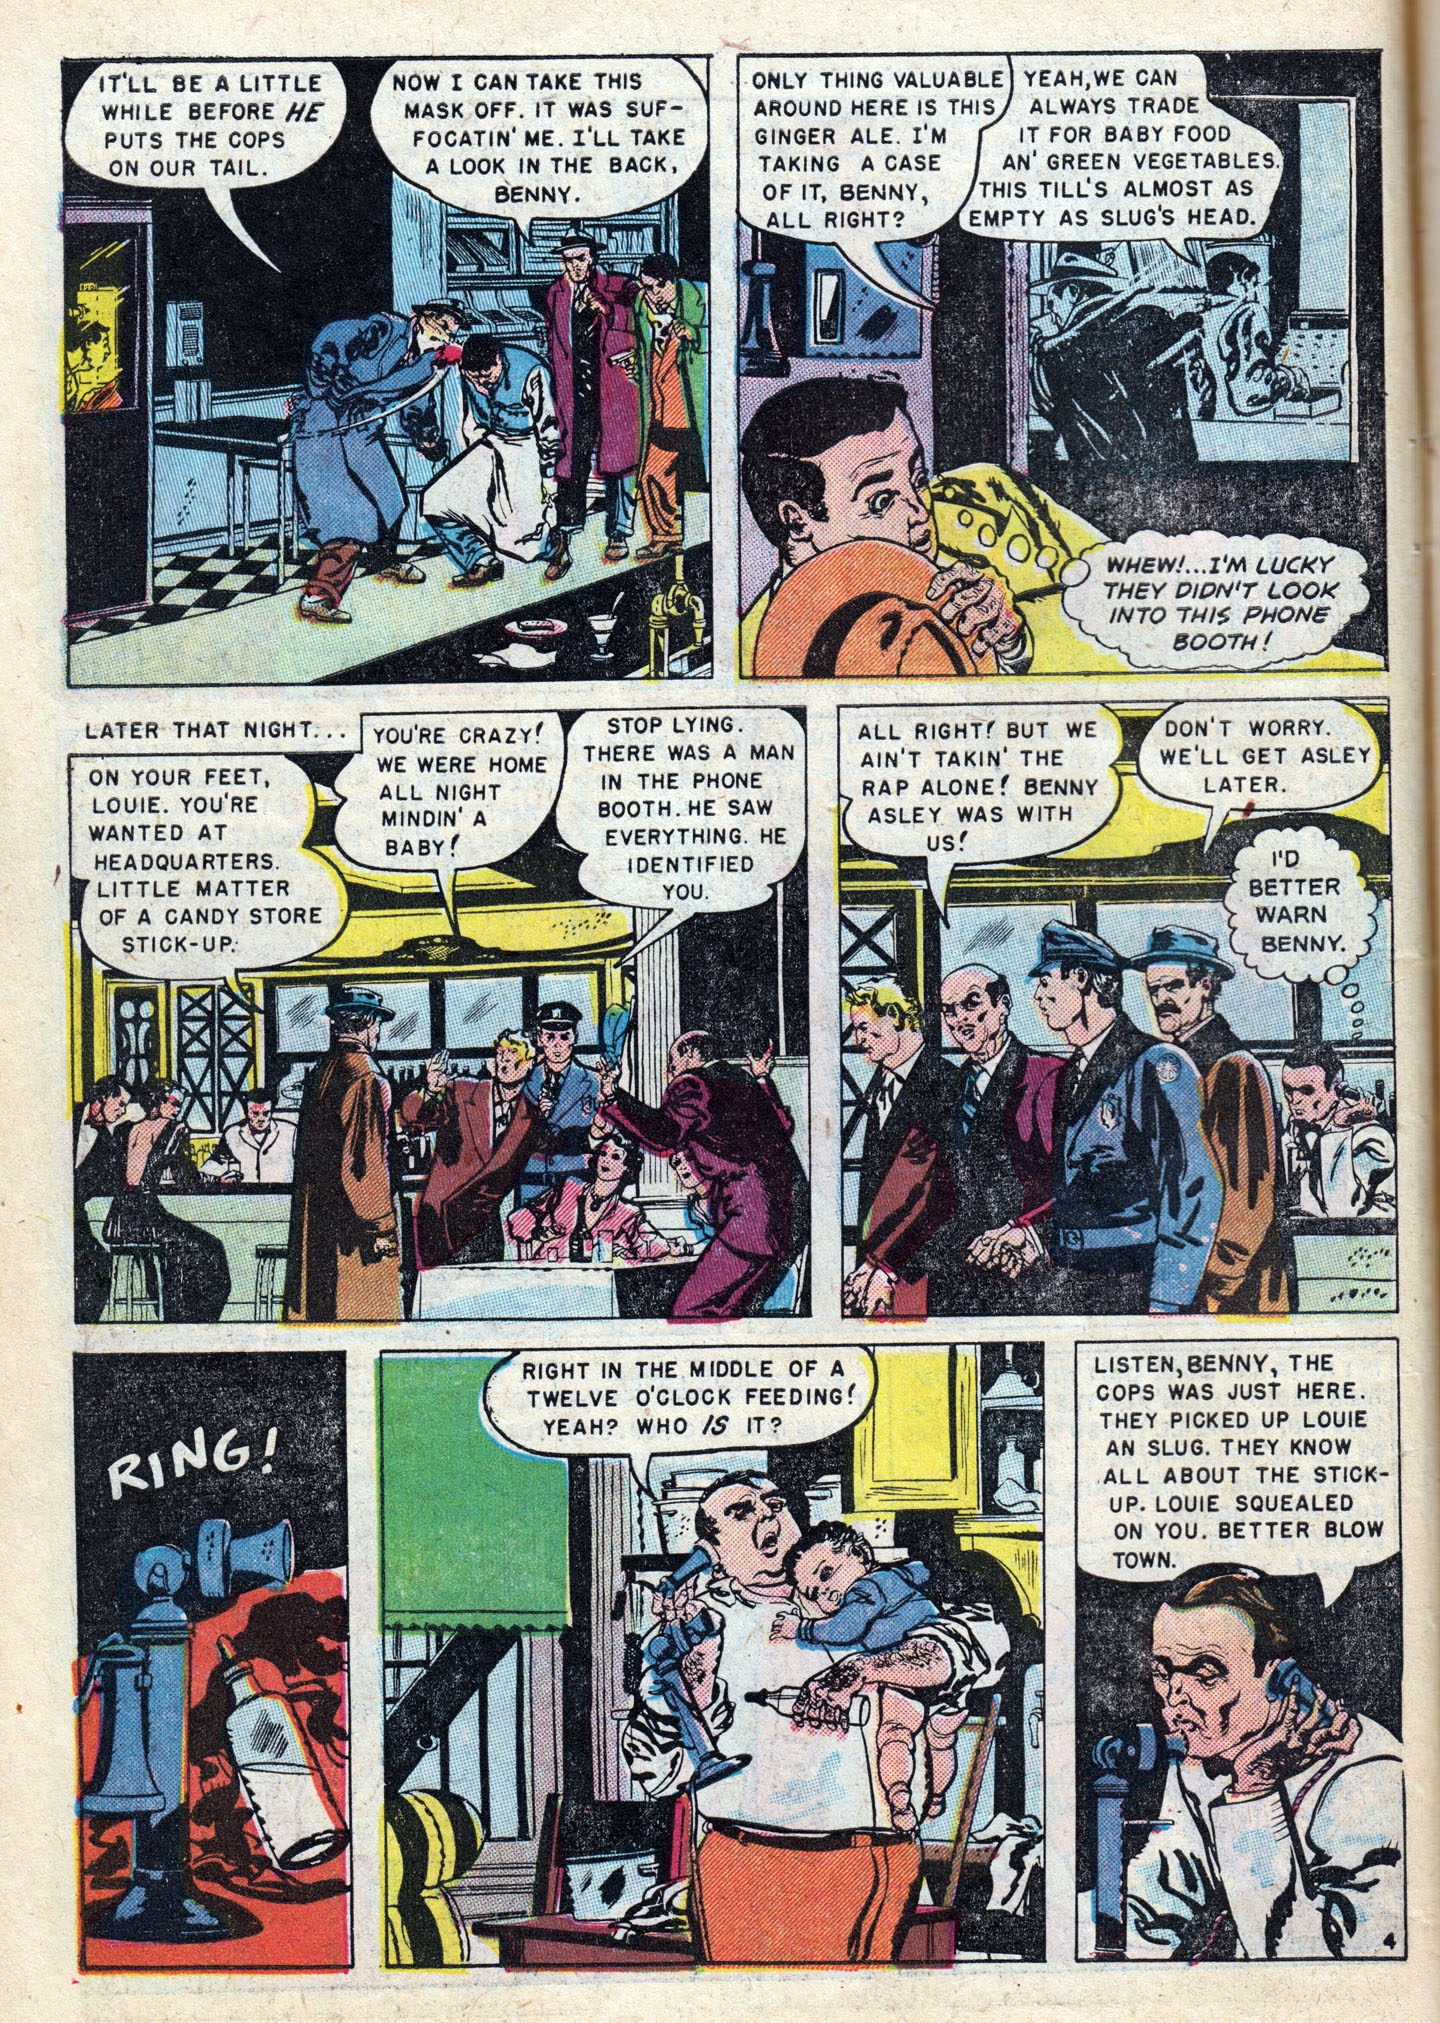 IT'LL BE A LITTLE
WHILE BEFORE HE
PUTS THE COPS
ON OUR TAIL.
NOW I CAN TAKE THIS
MASK OFF. IT WAS SUF-
FOCATIN' ME. I'LL TAKE
A LOOK IN THE BACK,
BENNY.
ONLY THING VALUABLE
AROUND HERE IS THIS
GINGER ALE. I'M
TAKING A CASE
OF IT, BENNY,
ALL RIGHT?
YEAH, WE CAN
ALWAYS TRADE
IT FOR BABY FOOD
AN' GREEN VEGETABLES.
THIS TILL'S ALMOST AS
EMPTY AS SLUG'S HEAD.
WHEW!...I'M LUCKY
THEY DIDN'T LOOK
INTO THIS PHONE
BOOTH!
LATER THAT NIGHT...
ON YOUR FEET,
LOUIE. YOU'RE
WANTED AT
HEADQUARTERS.
LITTLE MATTER
OF A CANDY STORE
STICK-UP.
YOU'RE CRAZY!
WE WERE HOME
ALL NIGHT
MINDIN' A
BABY!
STOP LYING.
THERE WAS A MAN
IN THE PHONE
BOOTH. HE SAW
EVERYTHING. HE
IDENTIFIED
YOU.
ALL RIGHT! BUT WE
AIN'T TAKIN' THE
RAP ALONE! BENNY
ASLEY WAS WITH
US!
DON'T WORRY.
WE'LL GET ASLEY
LATER.
I'D
BETTER
WARN
BENNY.
RING!
RIGHT IN THE MIDDLE OF A
TWELVE O'CLOCK FEEDING!
YEAH? WHO IS IT?
LISTEN, BENNY, THE
COPS WAS JUST HERE.
THEY PICKED UP LOUIE
AN SLUG. THEY KNOW
ALL ABOUT THE STICK-
UP. LOUIE SQUEALED
ON YOU. BETTER BLOW
TOWN.
4